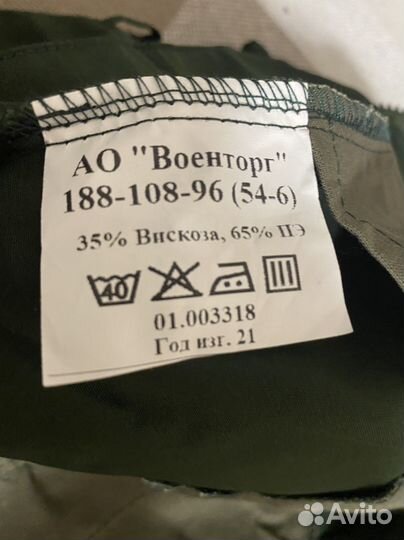 АО "Военторг"
188-108-96 (54-6)
35% Вискоза, 65% ПЭ
40
01.003318
Год изг. 21
Avito